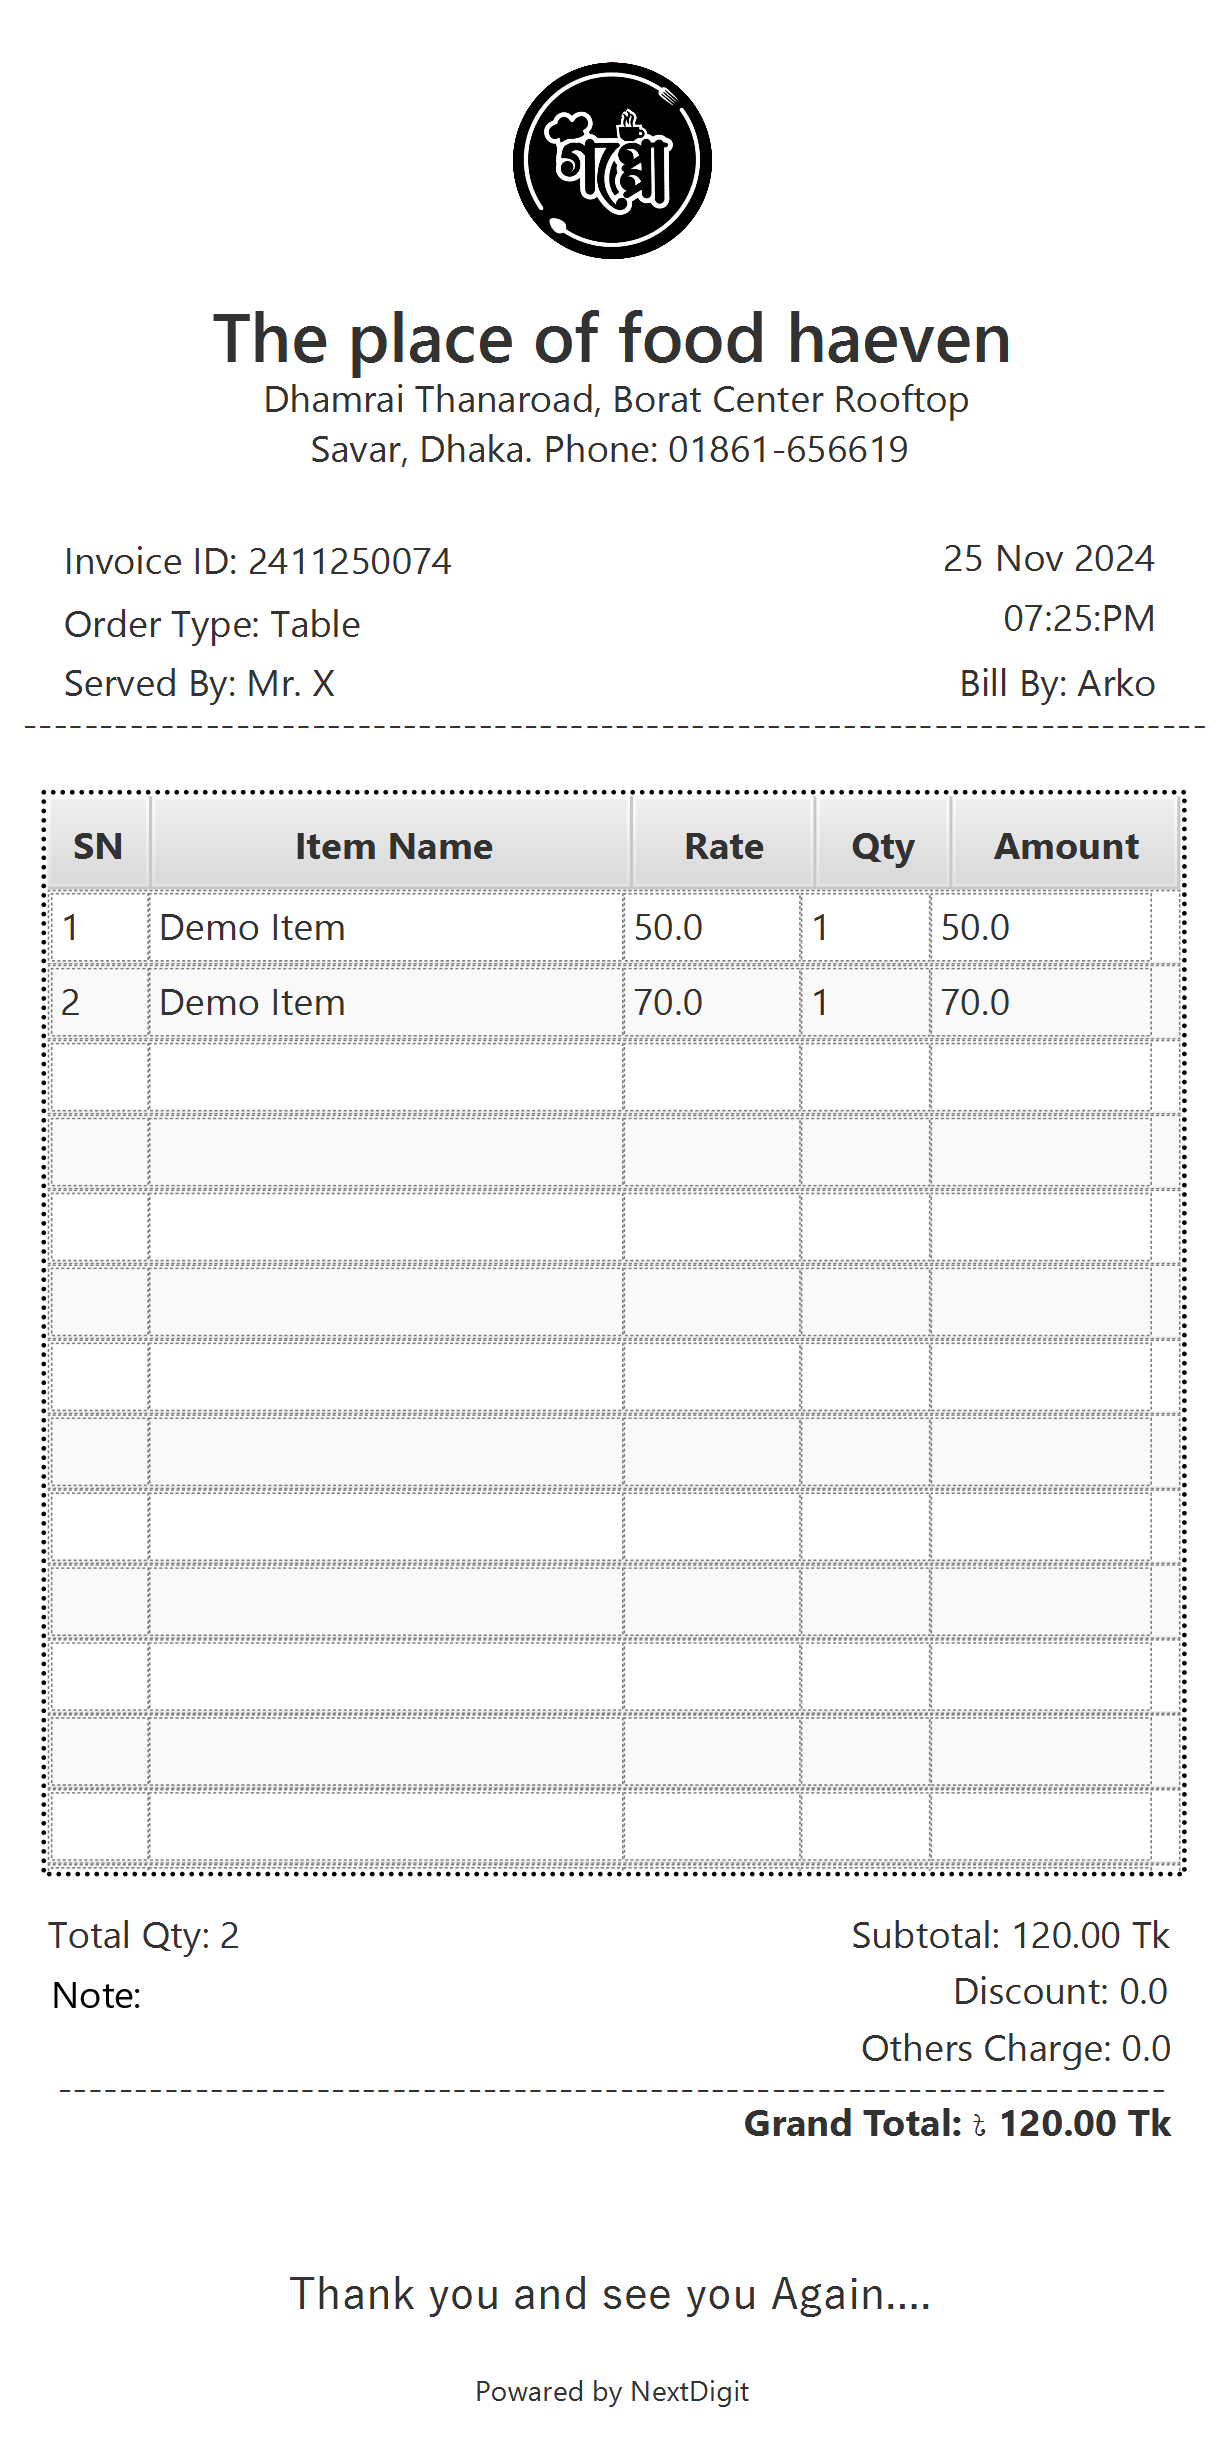 গপ্পো
The place of food haeven
Dhamrai Thanaroad, Borat Center Rooftop
Savar, Dhaka. Phone: 01861-656619
Invoice ID: 2411250074 25 Nov 2024
Order Type: Table 07:25:PM
Served By: Mr. X Bill By: Arko
SN Item Name Rate Qty Amount
1 Demo Item 50.0 1 50.0
2 Demo Item 70.0 1 70.0
Total Qty: 2 Subtotal: 120.00 Tk
Note: Discount: 0.0
Others Charge: 0.0
Grand Total: ৳ 120.00 Tk
Thank you and see you Again....
Powared by NextDigit